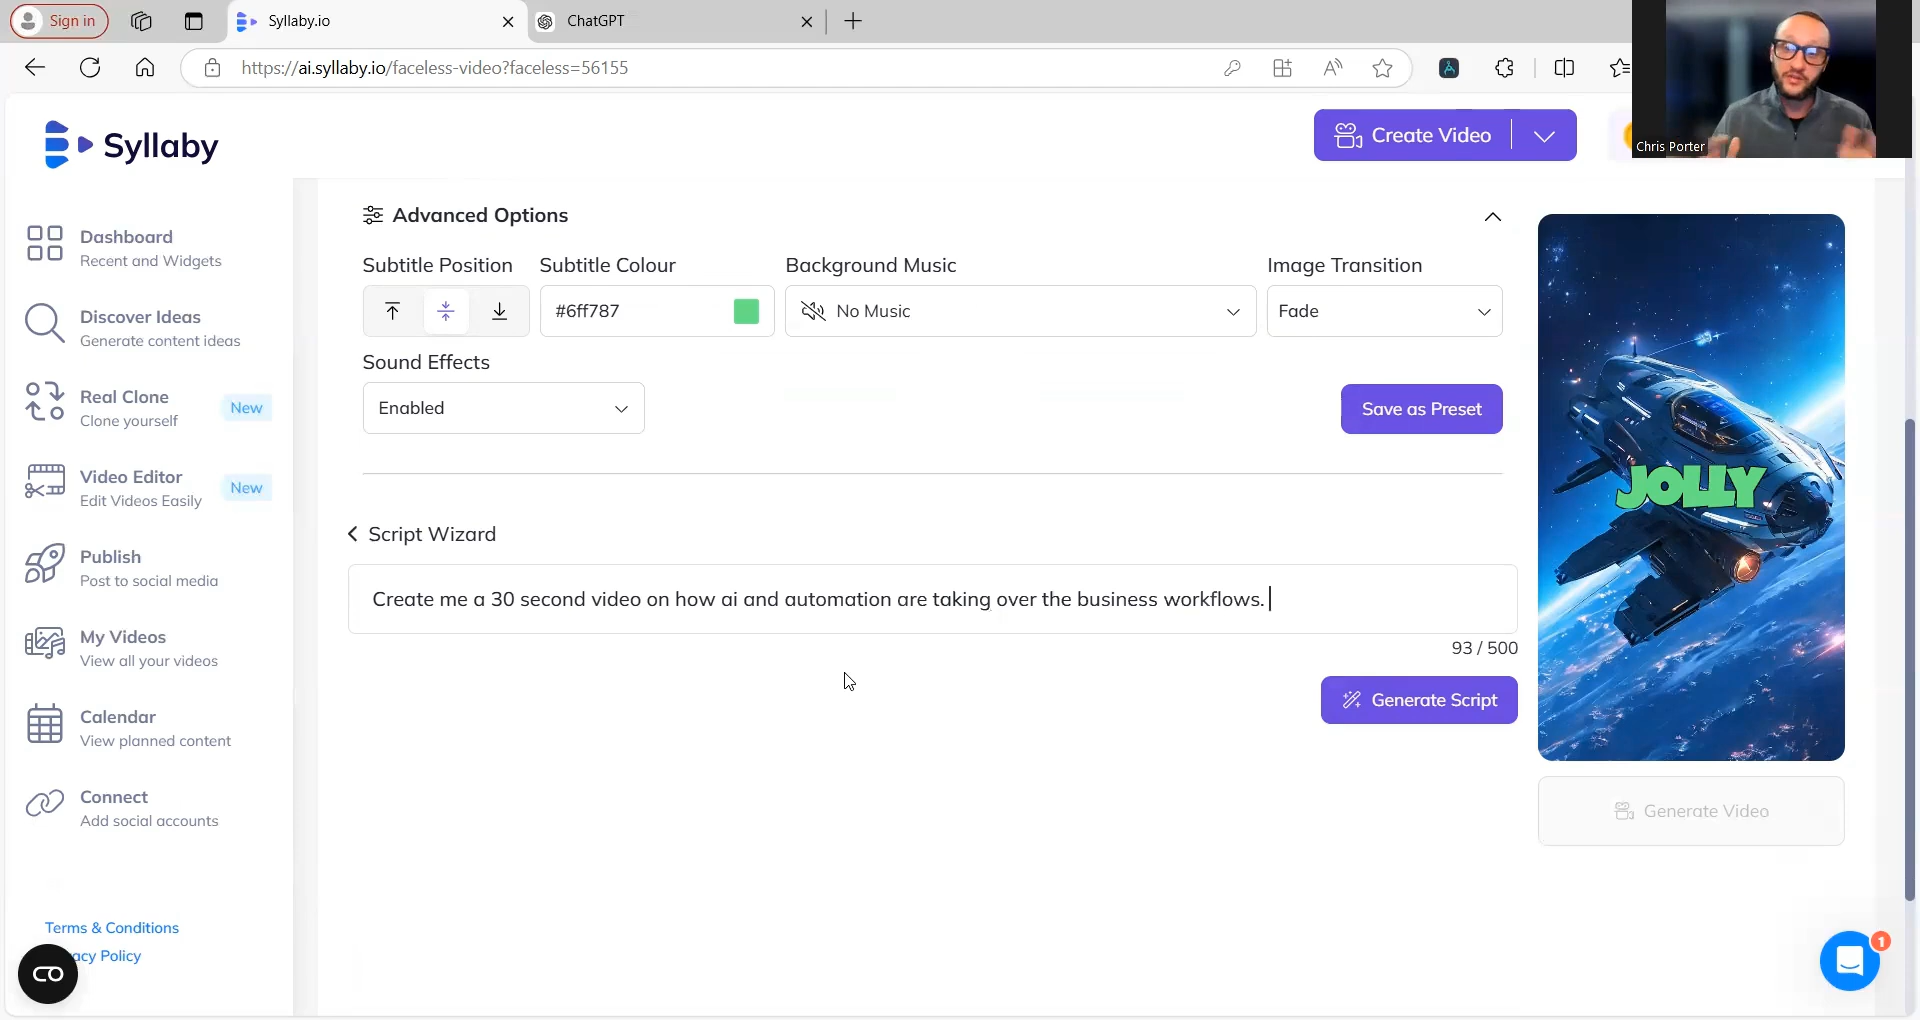 Sign in
Syllaby.io
ChatGPT
https://ai.syllaby.io/faceless-video?faceless=56155
Chris Porter
Syllaby
Create Video
Dashboard
Recent and Widgets
Discover Ideas
Generate content ideas
Real Clone
Clone yourself
New
Video Editor
Edit Videos Easily
New
Publish
Post to social media
My Videos
View all your videos
Calendar
View planned content
Connect
Add social accounts
Terms & Conditions
acy Policy
Advanced Options
Subtitle Position
Subtitle Colour
Background Music
Image Transition
#6ff787
No Music
Fade
Sound Effects
Enabled
Save as Preset
Script Wizard
Create me a 30 second video on how ai and automation are taking over the business workflows.
93 / 500
Generate Script
JOLLY
Generate Video
1